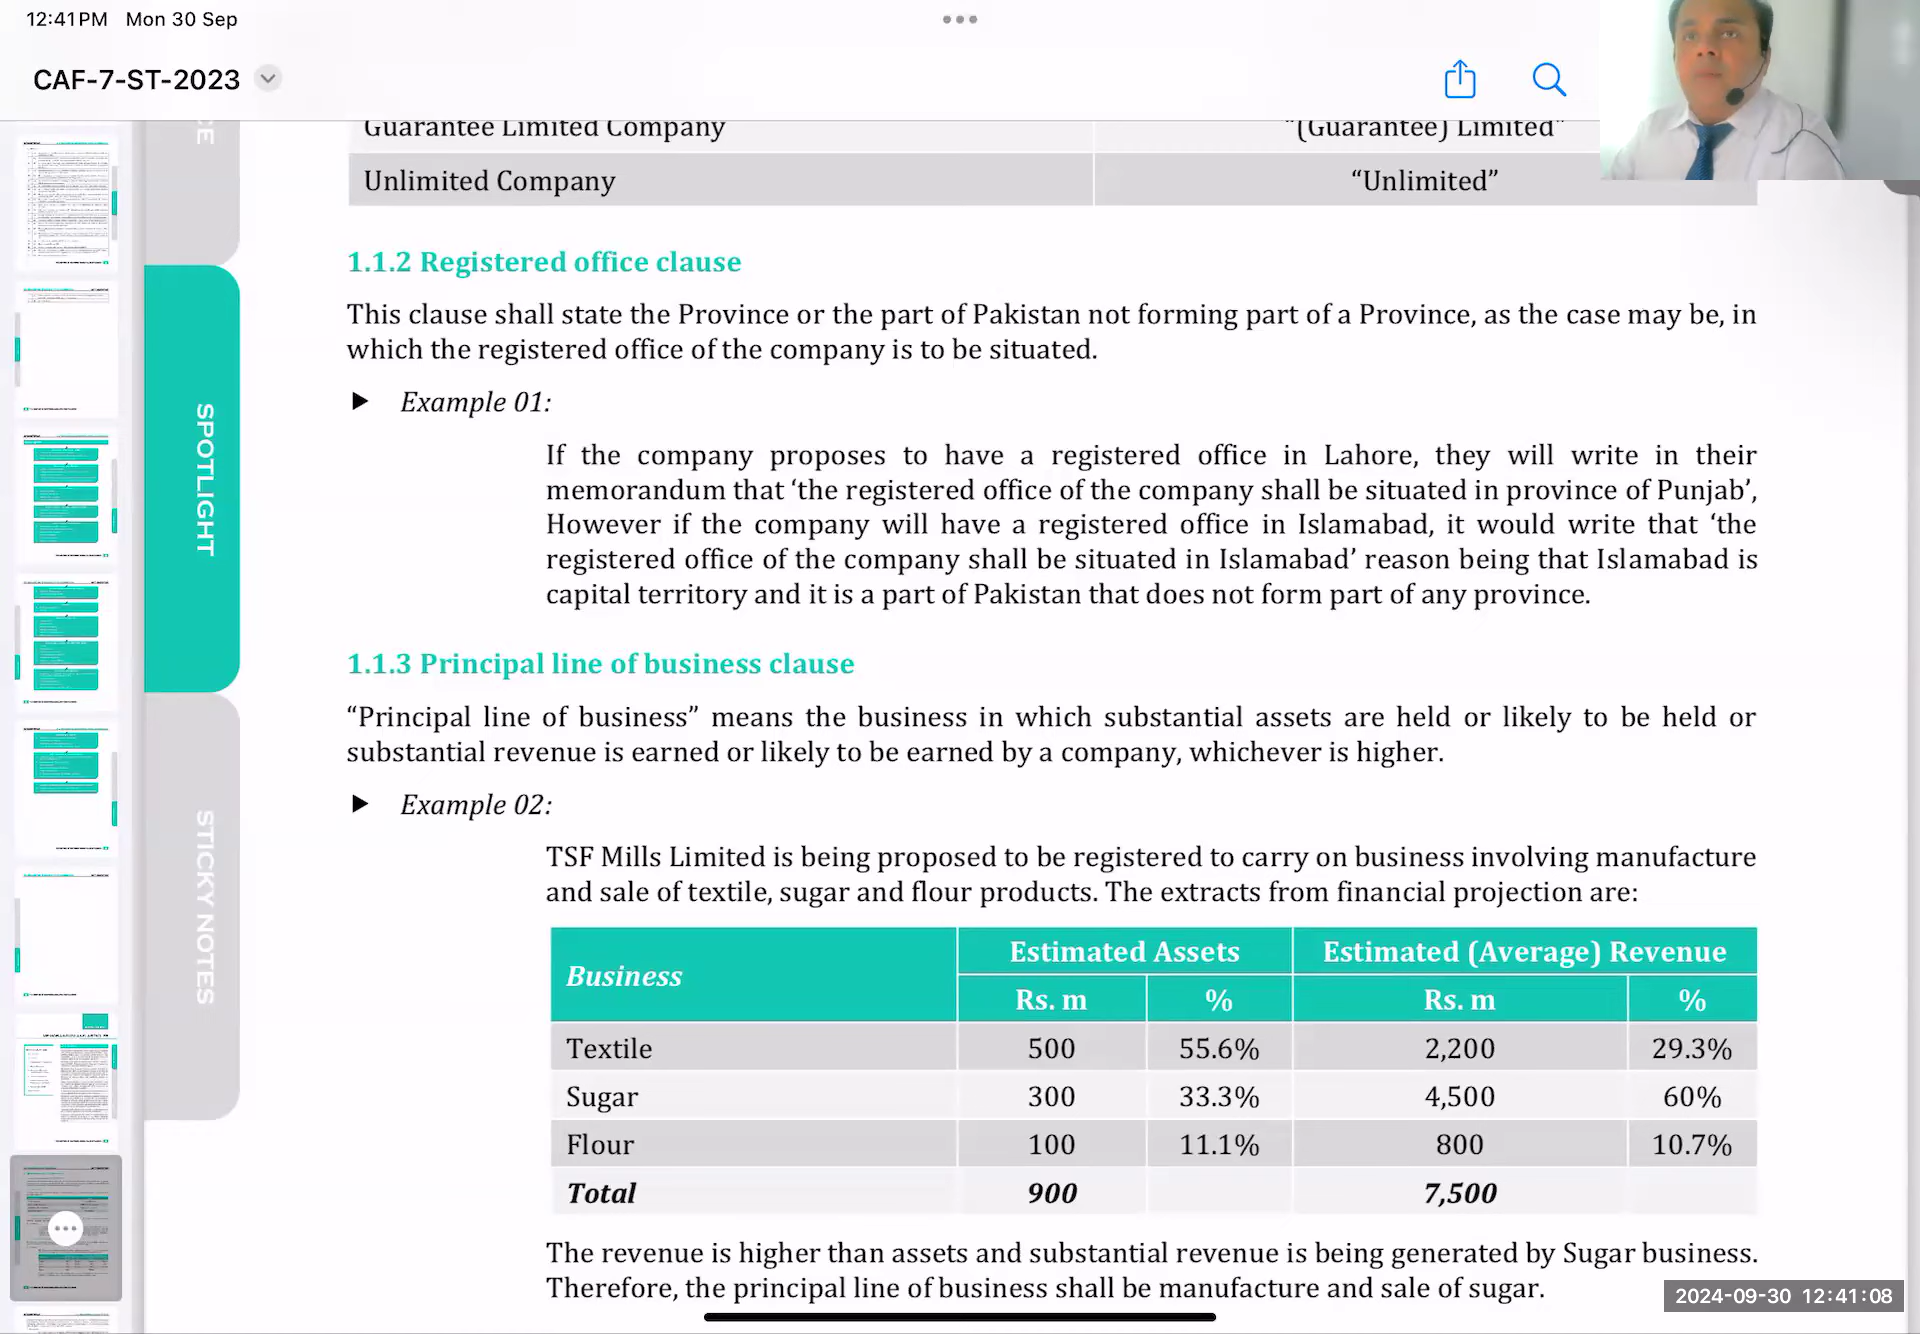 12:41 PM Mon 30 Sep
CAF-7-ST-2023
Guarantee Limited Company "(Guarantee) Limited"
Unlimited Company “Unlimited”
SPOTLIGHT
STICKY NOTES
1.1.2 Registered office clause
This clause shall state the Province or the part of Pakistan not forming part of a Province, as the case may be, in
which the registered office of the company is to be situated.
Example 01:
If the company proposes to have a registered office in Lahore, they will write in their
memorandum that ‘the registered office of the company shall be situated in province of Punjab’,
However if the company will have a registered office in Islamabad, it would write that ‘the
registered office of the company shall be situated in Islamabad’ reason being that Islamabad is
capital territory and it is a part of Pakistan that does not form part of any province.
1.1.3 Principal line of business clause
“Principal line of business” means the business in which substantial assets are held or likely to be held or
substantial revenue is earned or likely to be earned by a company, whichever is higher.
Example 02:
TSF Mills Limited is being proposed to be registered to carry on business involving manufacture
and sale of textile, sugar and flour products. The extracts from financial projection are:
Business Estimated Assets Estimated (Average) Revenue
Rs. m % Rs. m %
Textile 500 55.6% 2,200 29.3%
Sugar 300 33.3% 4,500 60%
Flour 100 11.1% 800 10.7%
Total 900 7,500
The revenue is higher than assets and substantial revenue is being generated by Sugar business.
Therefore, the principal line of business shall be manufacture and sale of sugar.
2024-09-30 12:41:08